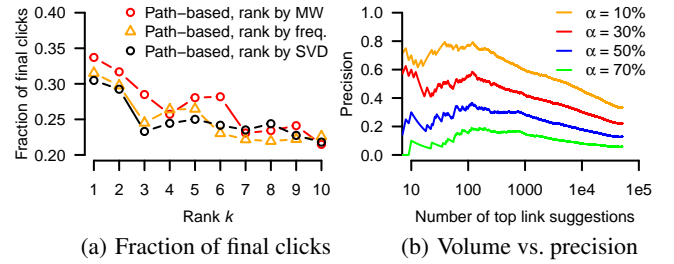 Fraction of final clicks
0.40
0.35
0.30
0.25
0.20
Path−based, rank by MW
Path−based, rank by freq.
Path−based, rank by SVD
1 2 3 4 5 6 7 8 9 10
Rank k
(a) Fraction of final clicks
Precision
1.0
0.8
0.6
0.4
0.2
0.0
α = 10%
α = 30%
α = 50%
α = 70%
10 100 1000 1e4 1e5
Number of top link suggestions
(b) Volume vs. precision